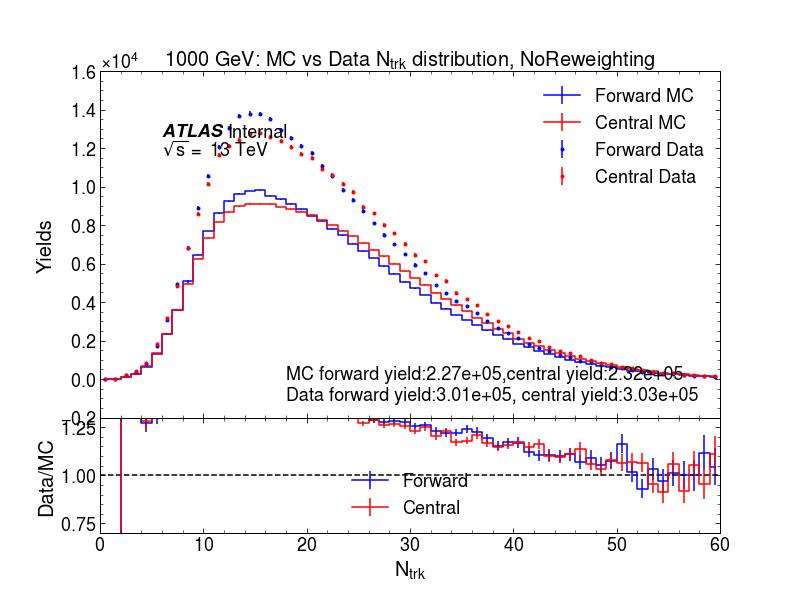 ×10⁴
1000 GeV: MC vs Data Nₜᵣₖ distribution, NoReweighting
1.6
1.4
1.2
1.0
0.8
0.6
0.4
0.2
0.0
0.2
Yields
ATLAS Internal
√s = 13 TeV
Forward MC
Central MC
Forward Data
Central Data
MC forward yield:2.27e+05,central yield:2.32e+05
Data forward yield:3.01e+05, central yield:3.03e+05
1.25
1.00
0.75
Data/MC
Forward
Central
0 10 20 30 40 50 60
Nₜᵣₖ